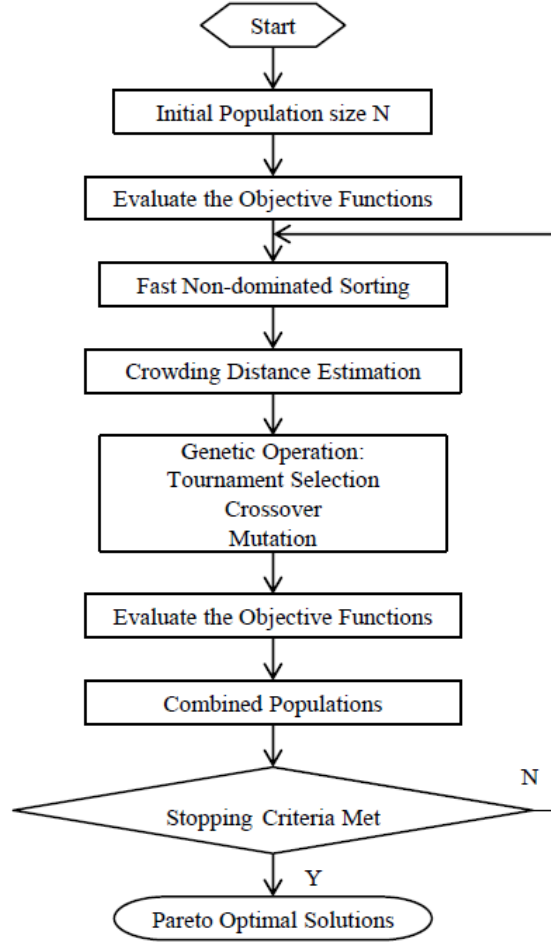 Start
Initial Population size N
Evaluate the Objective Functions
Fast Non-dominated Sorting
Crowding Distance Estimation
Genetic Operation:
Tournament Selection
Crossover
Mutation
Evaluate the Objective Functions
Combined Populations
N
Stopping Criteria Met
Y
Pareto Optimal Solutions